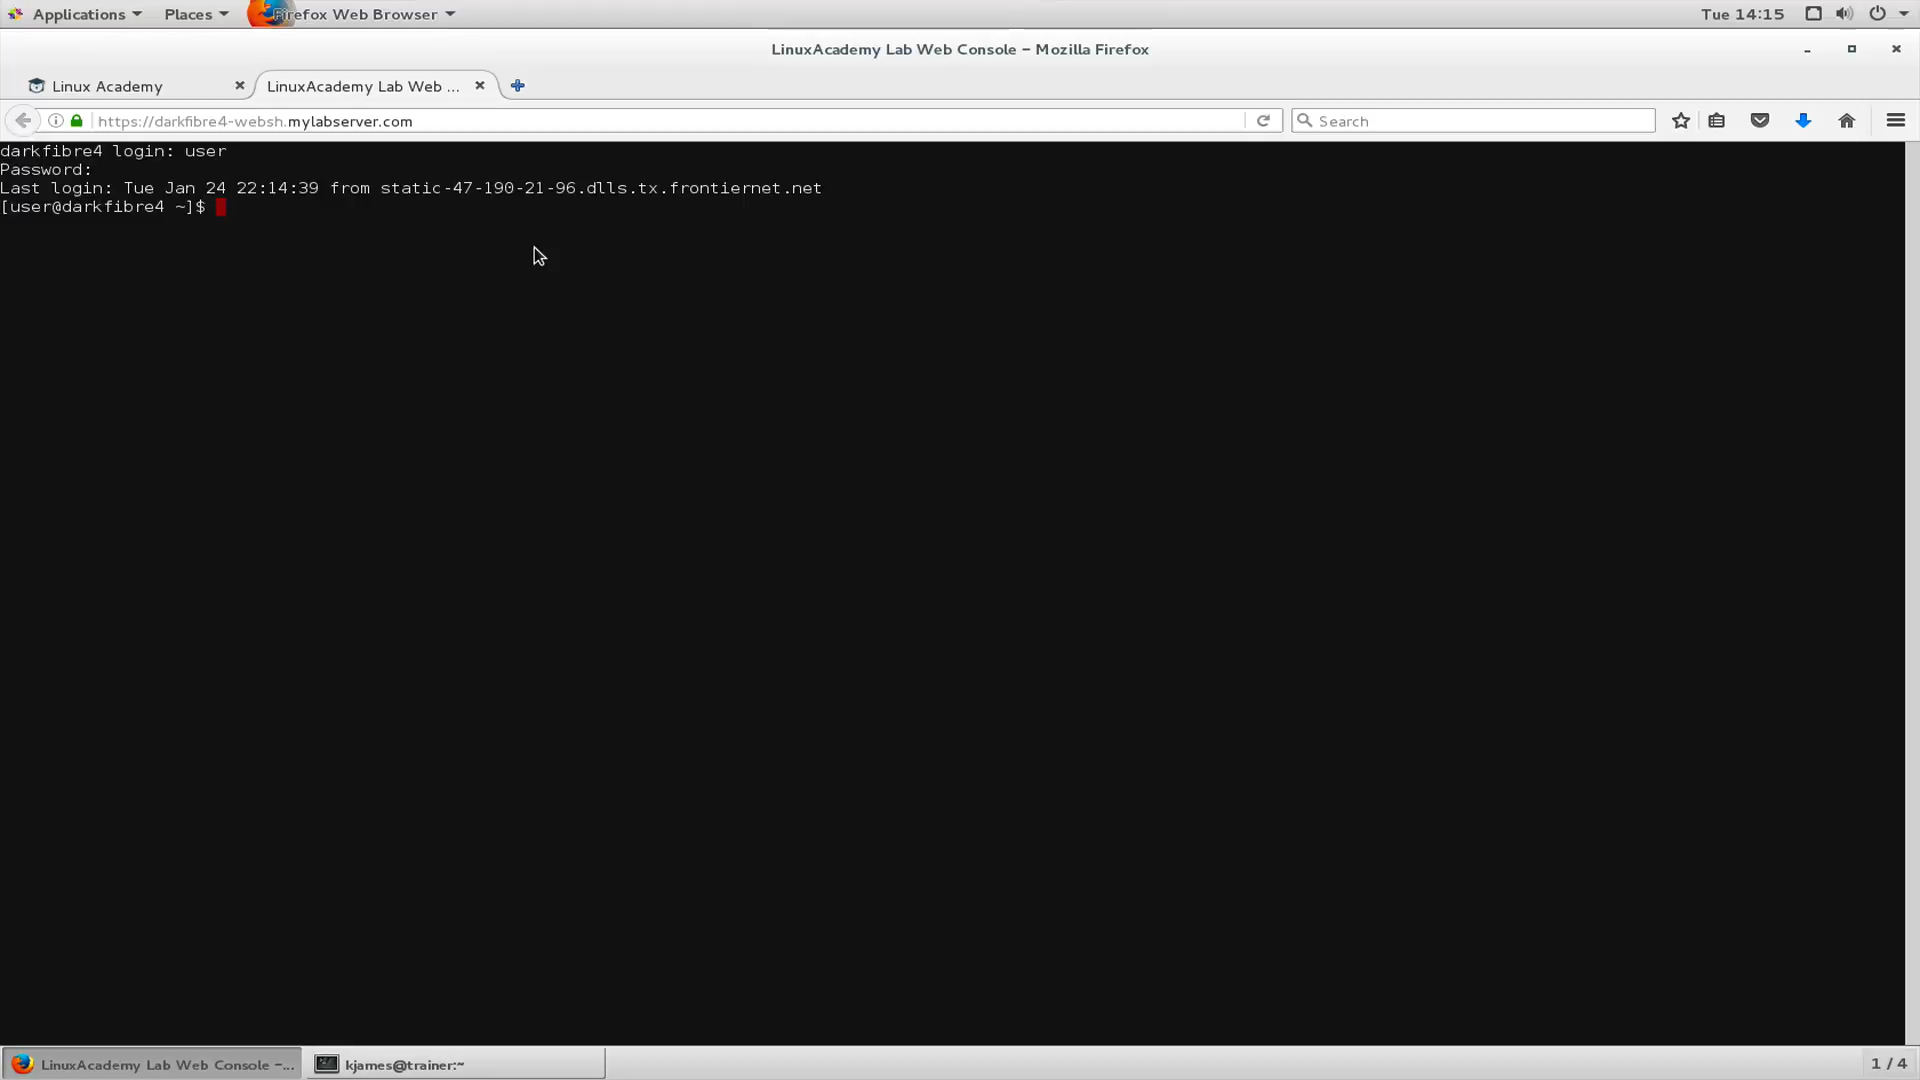 Applications Places Firefox Web Browser Tue 14:15
LinuxAcademy Lab Web Console - Mozilla Firefox
Linux Academy LinuxAcademy Lab Web ...
https://darkfibre4-websh.mylabserver.com Search
darkfibre4 login: user
Password:
Last login: Tue Jan 24 22:14:39 from static-47-190-21-96.dlls.tx.frontiernet.net
[user@darkfibre4 ~]$
LinuxAcademy Lab Web Console -... kjames@trainer:~ 1 / 4